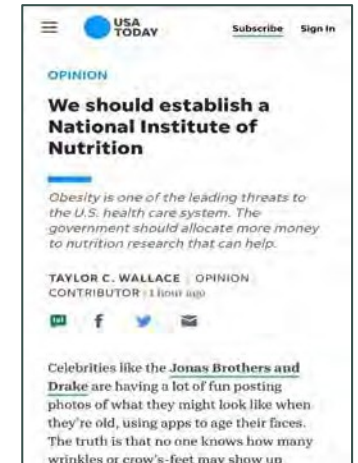 USA
TODAY
Subscribe Sign In
OPINION
We should establish a
National Institute of
Nutrition
Obesity is one of the leading threats to
the U.S. health care system. The
government should allocate more money
to nutrition research that can help.
TAYLOR C. WALLACE | OPINION
CONTRIBUTOR | 1 hour ago
f
Celebrities like the Jonas Brothers and
Drake are having a lot of fun posting
photos of what they might look like when
they're old, using apps to age their faces.
The truth is that no one knows how many
wrinkles or crow's-feet may show up